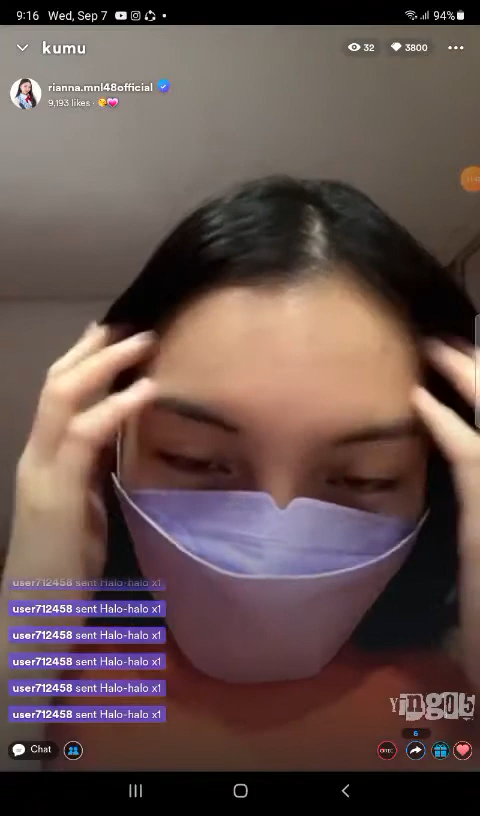 9:16 Wed, Sep 7 94%
kumu
32
3800
rianna.mnl48official
9,193 likes
user712458 sent Halo-halo x1
user712458 sent Halo-halo x1
user712458 sent Halo-halo x1
user712458 sent Halo-halo x1
user712458 sent Halo-halo x1
user712458 sent Halo-halo x1
Yingo5
6
Chat